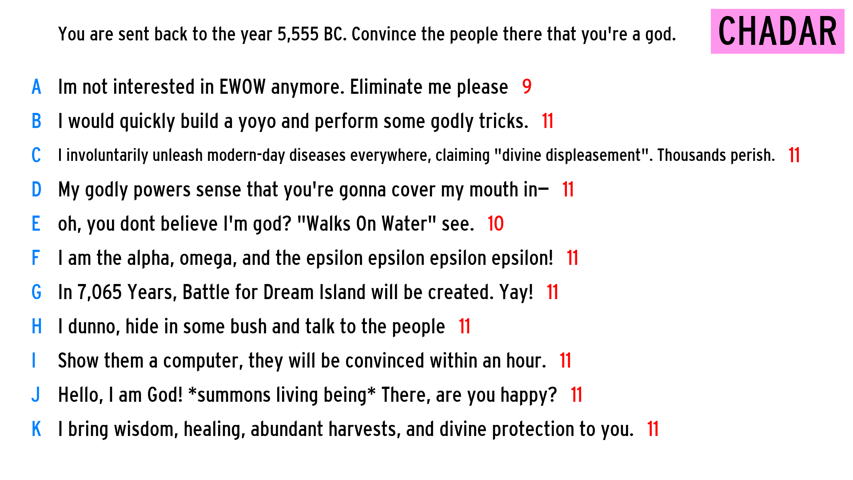 You are sent back to the year 5,555 BC. Convince the people there that you're a god.
CHADAR
A Im not interested in EWOW anymore. Eliminate me please 9
B I would quickly build a yoyo and perform some godly tricks. 11
C I involuntarily unleash modern-day diseases everywhere, claiming "divine displeasement". Thousands perish. 11
D My godly powers sense that you're gonna cover my mouth in— 11
E oh, you dont believe I'm god? "Walks On Water" see. 10
F I am the alpha, omega, and the epsilon epsilon epsilon epsilon! 11
G In 7,065 Years, Battle for Dream Island will be created. Yay! 11
H I dunno, hide in some bush and talk to the people 11
I Show them a computer, they will be convinced within an hour. 11
J Hello, I am God! *summons living being* There, are you happy? 11
K I bring wisdom, healing, abundant harvests, and divine protection to you. 11